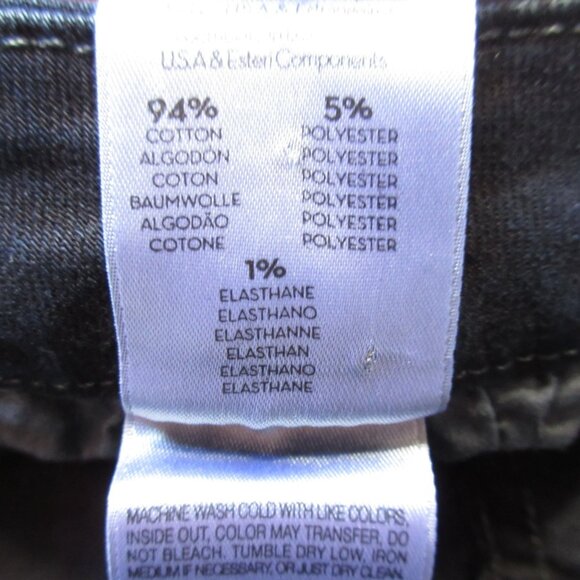 U.S.A & Esteri Components
94% 5%
COTTON POLYESTER
ALGODÓN POLYESTER
COTON POLYESTER
BAUMWOLLE POLYESTER
ALGODÃO POLYESTER
COTONE POLYESTER
1%
ELASTHANE
ELASTHANO
ELASTHANNE
ELASTHAN
ELASTHANO
ELASTHANE
MACHINE WASH COLD WITH LIKE COLORS,
INSIDE OUT, COLOR MAY TRANSFER, DO
NOT BLEACH. TUMBLE DRY LOW, IRON
MEDIUM IF NECESSARY, OR JUST DRY CLEAN.